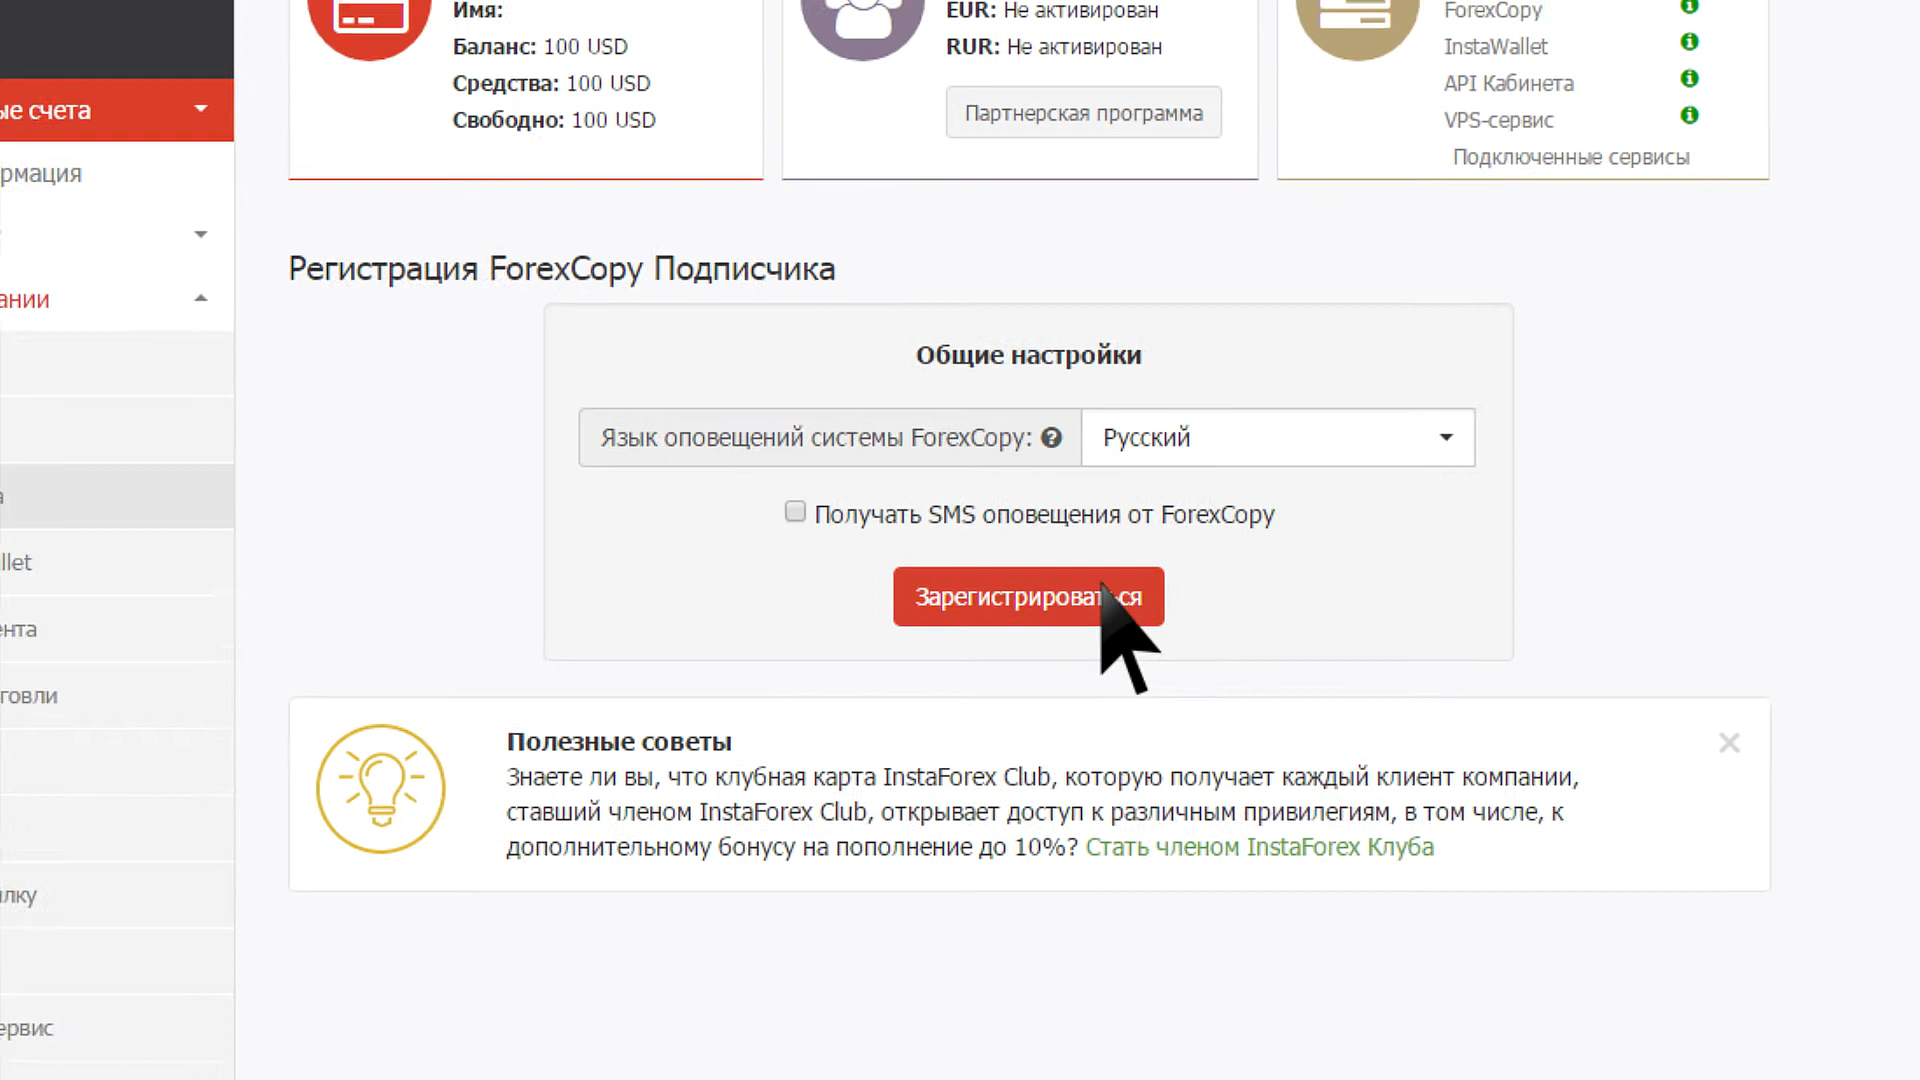 Имя:
Баланс: 100 USD
Средства: 100 USD
Свободно: 100 USD
EUR: Не активирован
RUR: Не активирован
Партнерская программа
ForexCopy
InstaWallet
API Кабинета
VPS-сервис
Подключенные сервисы
ые счета
рмация
ании
а
llet
ента
говли
лку
ервис
Регистрация ForexCopy Подписчика
Общие настройки
Язык оповещений системы ForexCopy: Русский
Получать SMS оповещения от ForexCopy
Зарегистрироваться
Полезные советы
Знаете ли вы, что клубная карта InstaForex Club, которую получает каждый клиент компании,
ставший членом InstaForex Club, открывает доступ к различным привилегиям, в том числе, к
дополнительному бонусу на пополнение до 10%? Стать членом InstaForex Клуба